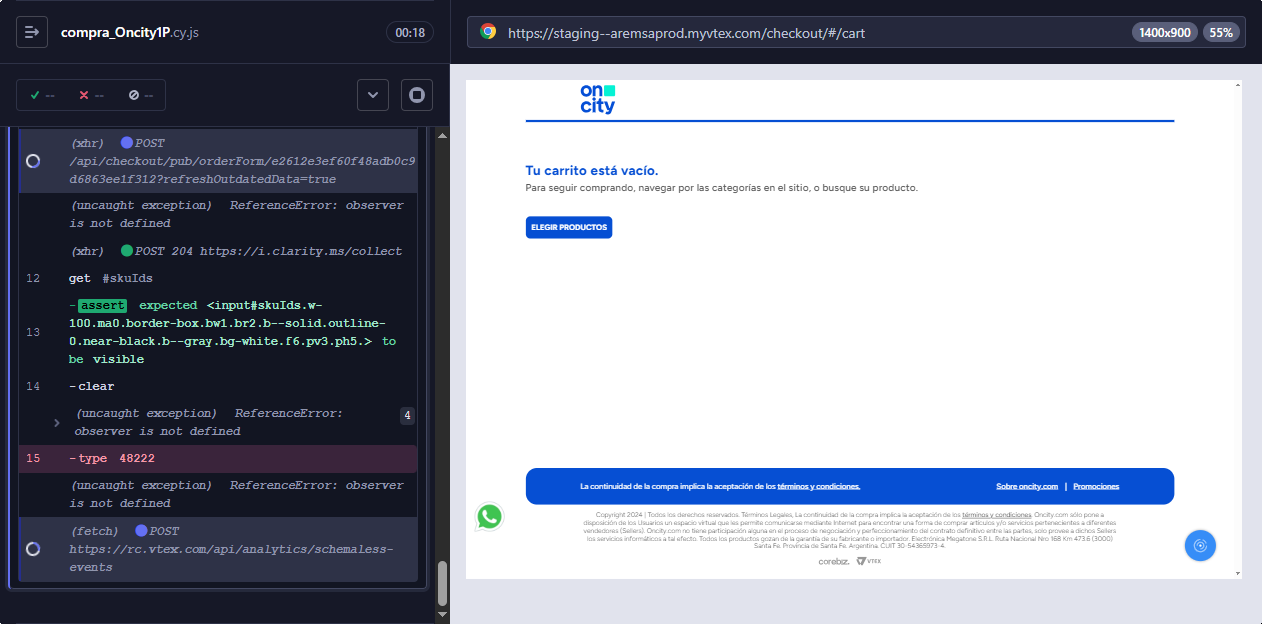 compra_Oncity1P.cy.js
00:18
https://staging--aremsaprod.myvtex.com/checkout/#/cart
1400x900
55%
--
--
--
(xhr) POST
/api/checkout/pub/orderForm/e2612e3ef60f48adb0c9
d6863ee1f312?refreshOutdatedData=true
(uncaught exception) ReferenceError: observer
is not defined
(xhr) POST 204 https://i.clarity.ms/collect
12 get #skuIds
-assert expected <input#skuIds.w-
13 100.ma0.border-box.bw1.br2.b--solid.outline-
0.near-black.b--gray.bg-white.f6.pv3.ph5.> to
be visible
14 -clear
(uncaught exception) ReferenceError: 4
observer is not defined
15 -type 48222
(uncaught exception) ReferenceError: observer
is not defined
(fetch) POST
https://rc.vtex.com/api/analytics/schemaless-
events
on
city
Tu carrito está vacío.
Para seguir comprando, navegar por las categorías en el sitio, o busque su producto.
ELEGIR PRODUCTOS
La continuidad de la compra implica la aceptación de los términos y condiciones.
Sobre oncity.com | Promociones
Copyright 2024 | Todos los derechos reservados. Términos Legales, La continuidad de la compra implica la aceptación de los términos y condiciones. Oncity.com sólo pone a
disposición de los Usuarios un espacio virtual que les permite comunicarse mediante Internet para encontrar una forma de comprar artículos y/o servicios pertenecientes a diferentes
vendedores (Sellers). Oncity.com no tiene participación alguna en el proceso de negociación y perfeccionamiento del contrato definitivo entre las partes, solo provee a dichos Sellers
los servicios informáticos a tal efecto. Todos los productos gozan de la garantía de su fabricante o importador. Electrónica Megatone S.R.L. Ruta Nacional Nro 168 Km 473.6 (3000)
Santa Fe. Provincia de Santa Fe. Argentina. CUIT 30-54365973-4.
corebiz. VTEX